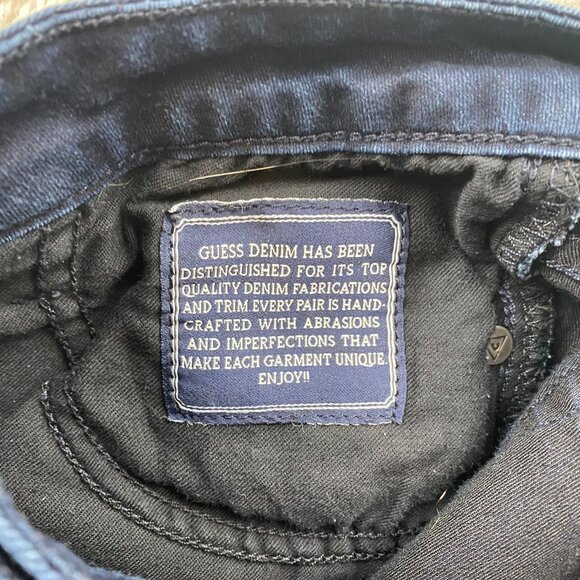 GUESS DENIM HAS BEEN
DISTINGUISHED FOR ITS TOP
QUALITY DENIM FABRICATIONS
AND TRIM. EVERY PAIR IS HAND-
CRAFTED WITH ABRASIONS
AND IMPERFECTIONS THAT
MAKE EACH GARMENT UNIQUE.
ENJOY!!